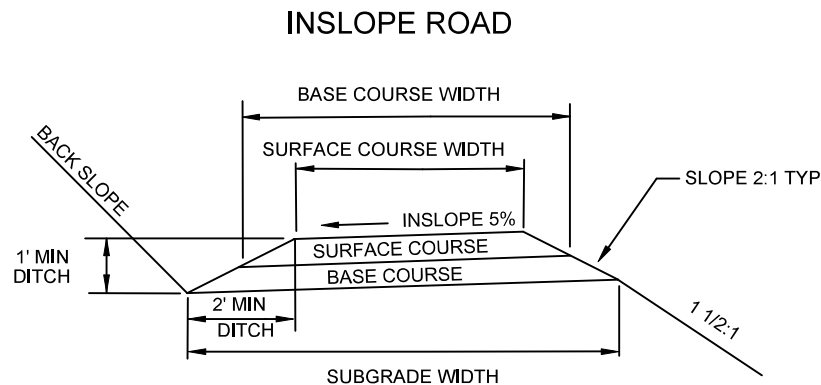 INSLOPE ROAD
BASE COURSE WIDTH
BACK SLOPE
SURFACE COURSE WIDTH
SLOPE 2:1 TYP
INSLOPE 5%
SURFACE COURSE
1' MIN
DITCH
BASE COURSE
2' MIN
DITCH
1 1/2:1
SUBGRADE WIDTH